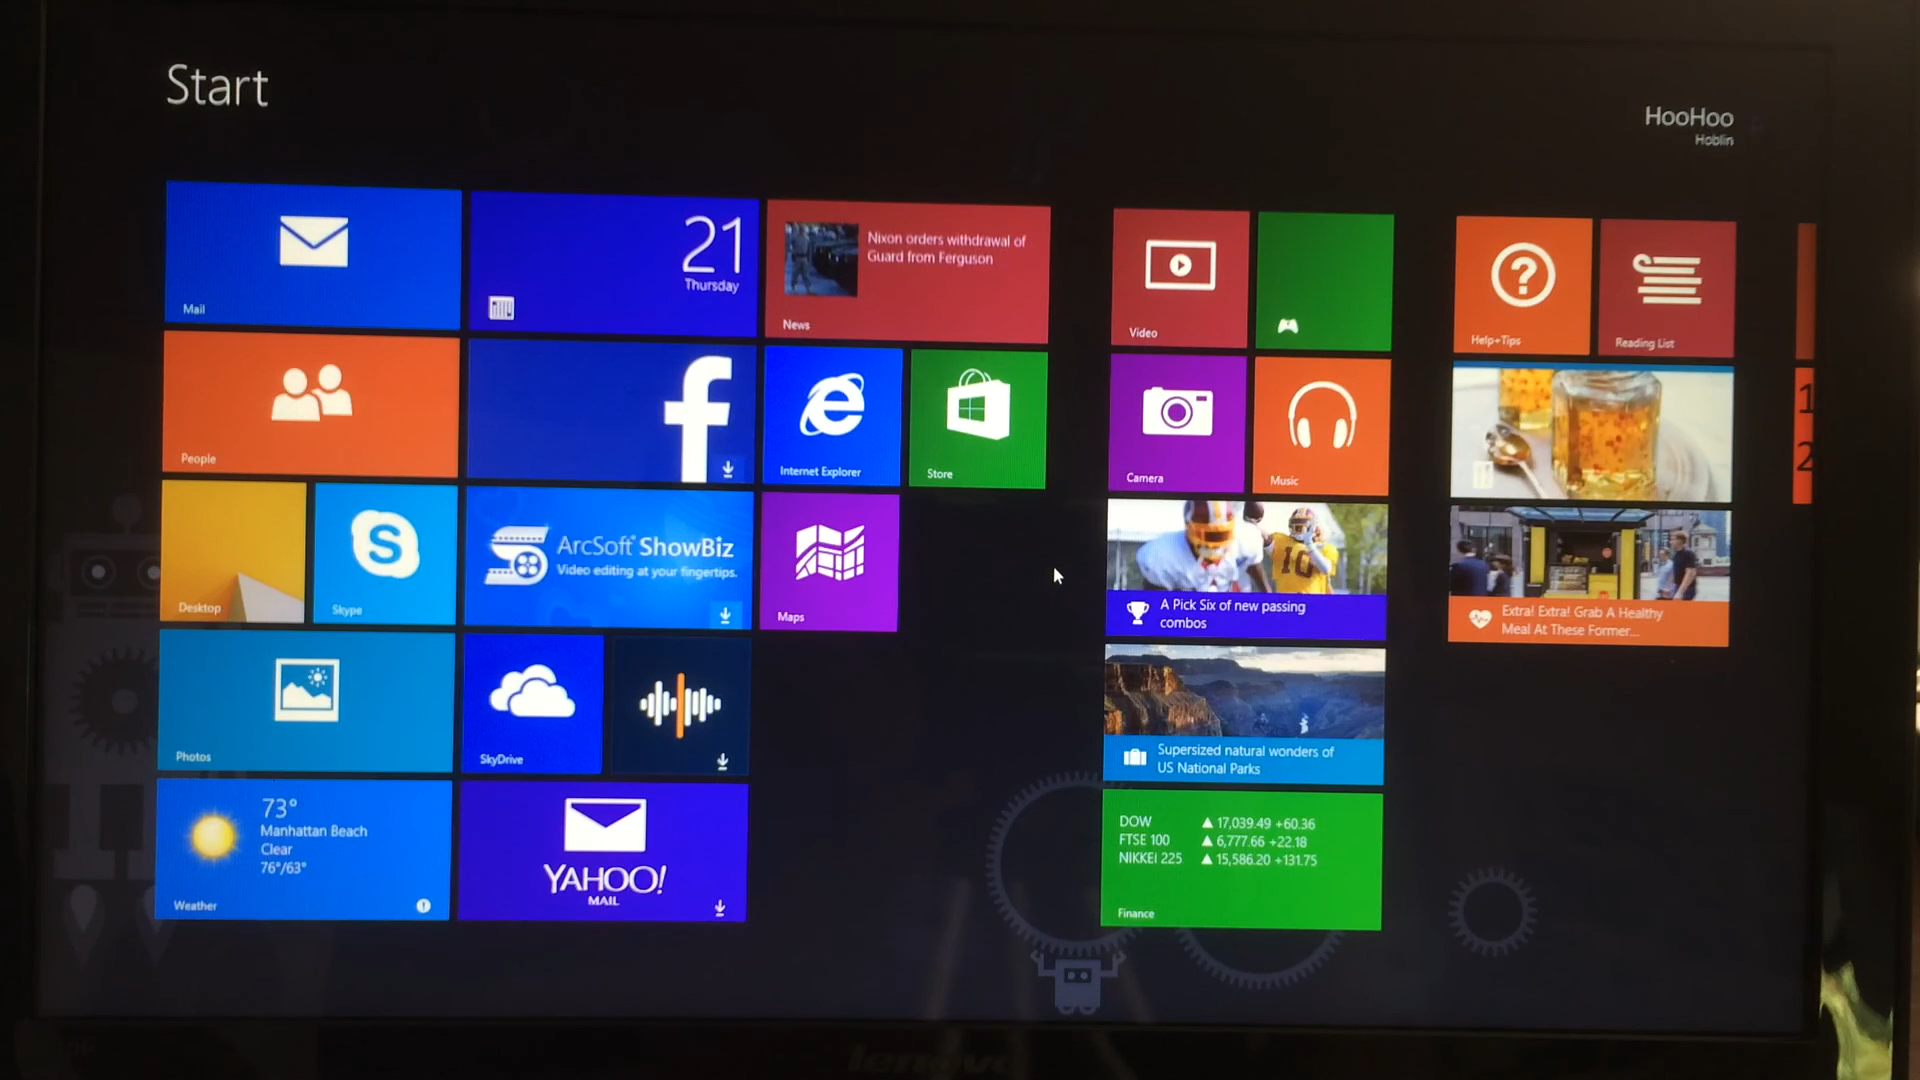 Start
HooHoo
Hoblin
Mail
21
Thursday
Nixon orders withdrawal of
Guard from Ferguson
News
Video
Help+Tips
Reading List
People
f
Internet Explorer
Store
Camera
Music
1
2
Desktop
S
Skype
ArcSoft® ShowBiz
Video editing at your fingertips.
Maps
10
A Pick Six of new passing
combos
Extra! Extra! Grab A Healthy
Meal At These Former...
Photos
SkyDrive
Supersized natural wonders of
US National Parks
73°
Manhattan Beach
Clear
76°/63°
Weather
YAHOO!
MAIL
DOW ▲ 17,039.49 +60.36
FTSE 100 ▲ 6,777.66 +22.18
NIKKEI 225 ▲ 15,586.20 +131.75
Finance
lenovo